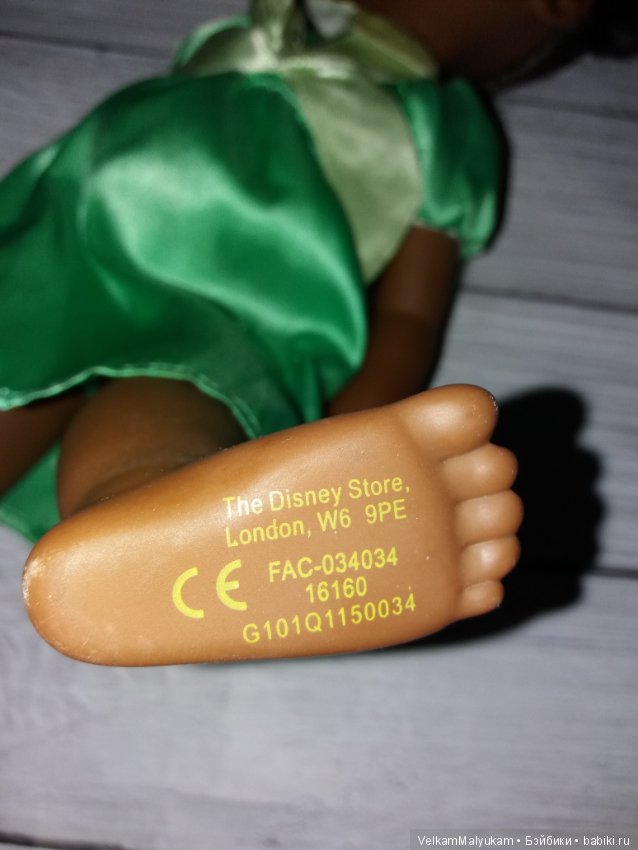 The Disney Store,
London, W6 9PE
CE FAC-034034
16160
G101Q1150034
VelkamMalyukam • Бэйбики • babiki.ru